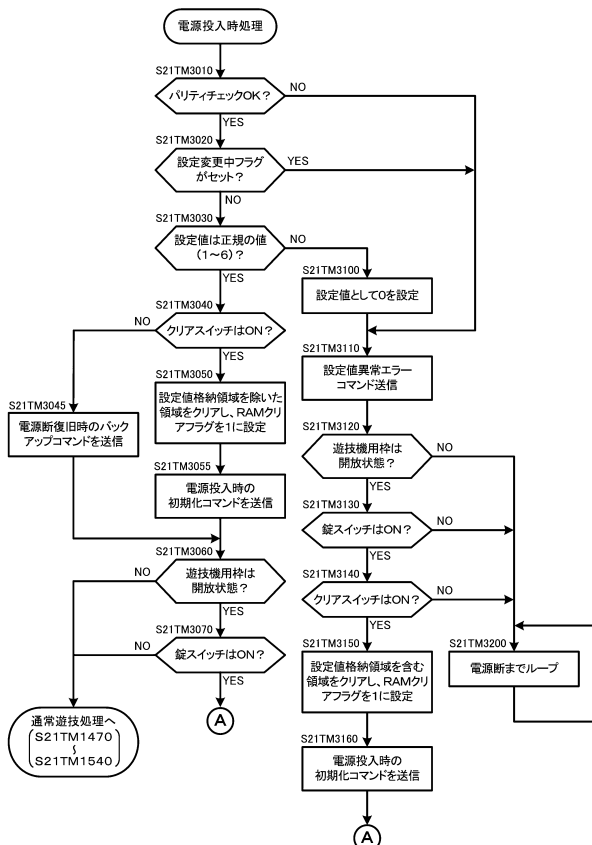 電源投入時処理
S21TM3010
パリティチェックOK？
NO
YES
S21TM3020
設定変更中フラグ
がセット？
YES
NO
S21TM3030
設定値は正規の値
(1～6)？
NO
YES
S21TM3100
設定値として0を設定
S21TM3040
クリアスイッチはON？
NO
YES
S21TM3110
設定値異常エラー
コマンド送信
S21TM3050
設定値格納領域を除いた
領域をクリアし、RAMクリ
アフラグを1に設定
S21TM3045
電源断復旧時のバック
アップコマンドを送信
S21TM3120
遊技機用枠は
開放状態？
NO
YES
S21TM3055
電源投入時の
初期化コマンドを送信
S21TM3130
錠スイッチはON？
NO
YES
S21TM3060
遊技機用枠は
開放状態？
NO
YES
S21TM3140
クリアスイッチはON？
NO
YES
S21TM3070
錠スイッチはON？
NO
YES
S21TM3150
設定値格納領域を含む
領域をクリアし、RAMクリア
フラグを1に設定
S21TM3200
電源断までループ
A
通常遊技処理へ
S21TM1470
～
S21TM1540
S21TM3160
電源投入時の
初期化コマンドを送信
A